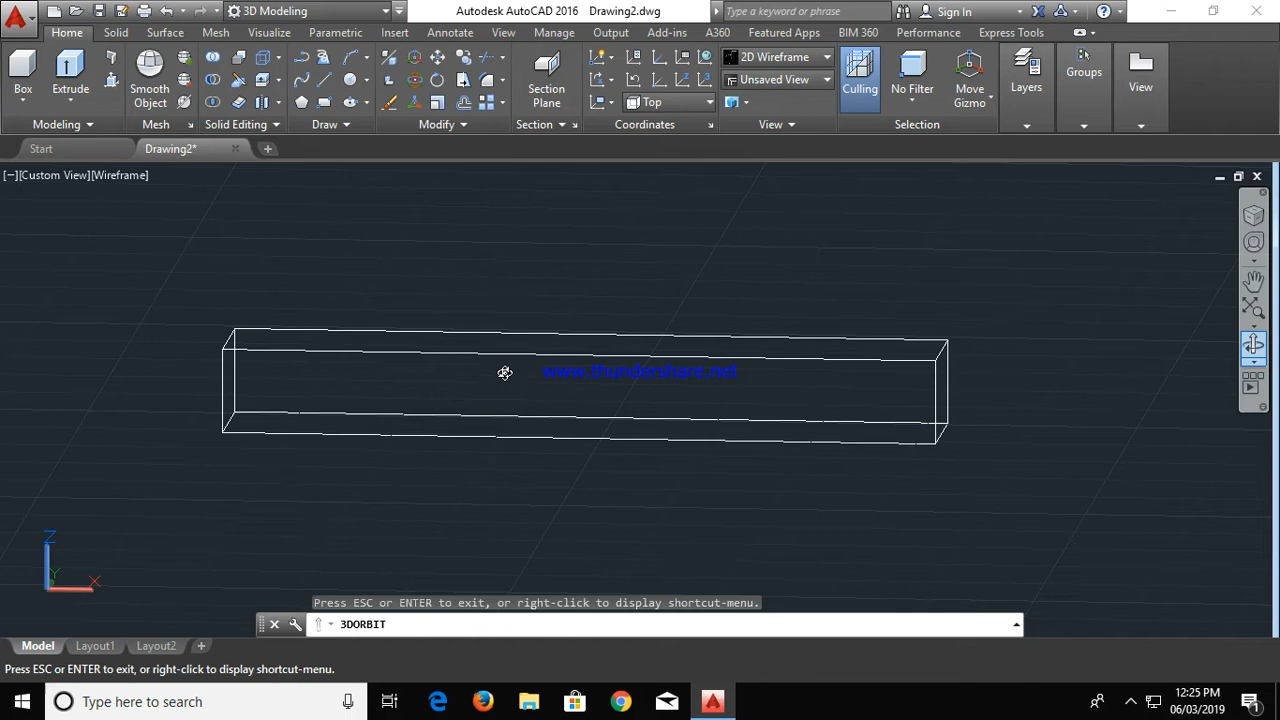 3D Modeling
Autodesk AutoCAD 2016 Drawing2.dwg
Type a keyword or phrase
Sign In
Home Solid Surface Mesh Visualize Parametric Insert Annotate View Manage Output Add-ins A360 Featured Apps BIM 360 Performance Express Tools
2D Wireframe
Unsaved View
Top
Box Extrude Smooth Object Section Plane Culling No Filter Move Gizmo Layers Groups View
Modeling Mesh Solid Editing Draw Modify Section Coordinates View Selection
Start Drawing2*
[−][Custom View][Wireframe]
www.thundershare.net
Z
Y
X
Press ESC or ENTER to exit, or right-click to display shortcut-menu.
3DORBIT
Model Layout1 Layout2
Press ESC or ENTER to exit, or right-click to display shortcut-menu.
Type here to search
12:25 PM
06/03/2019
1